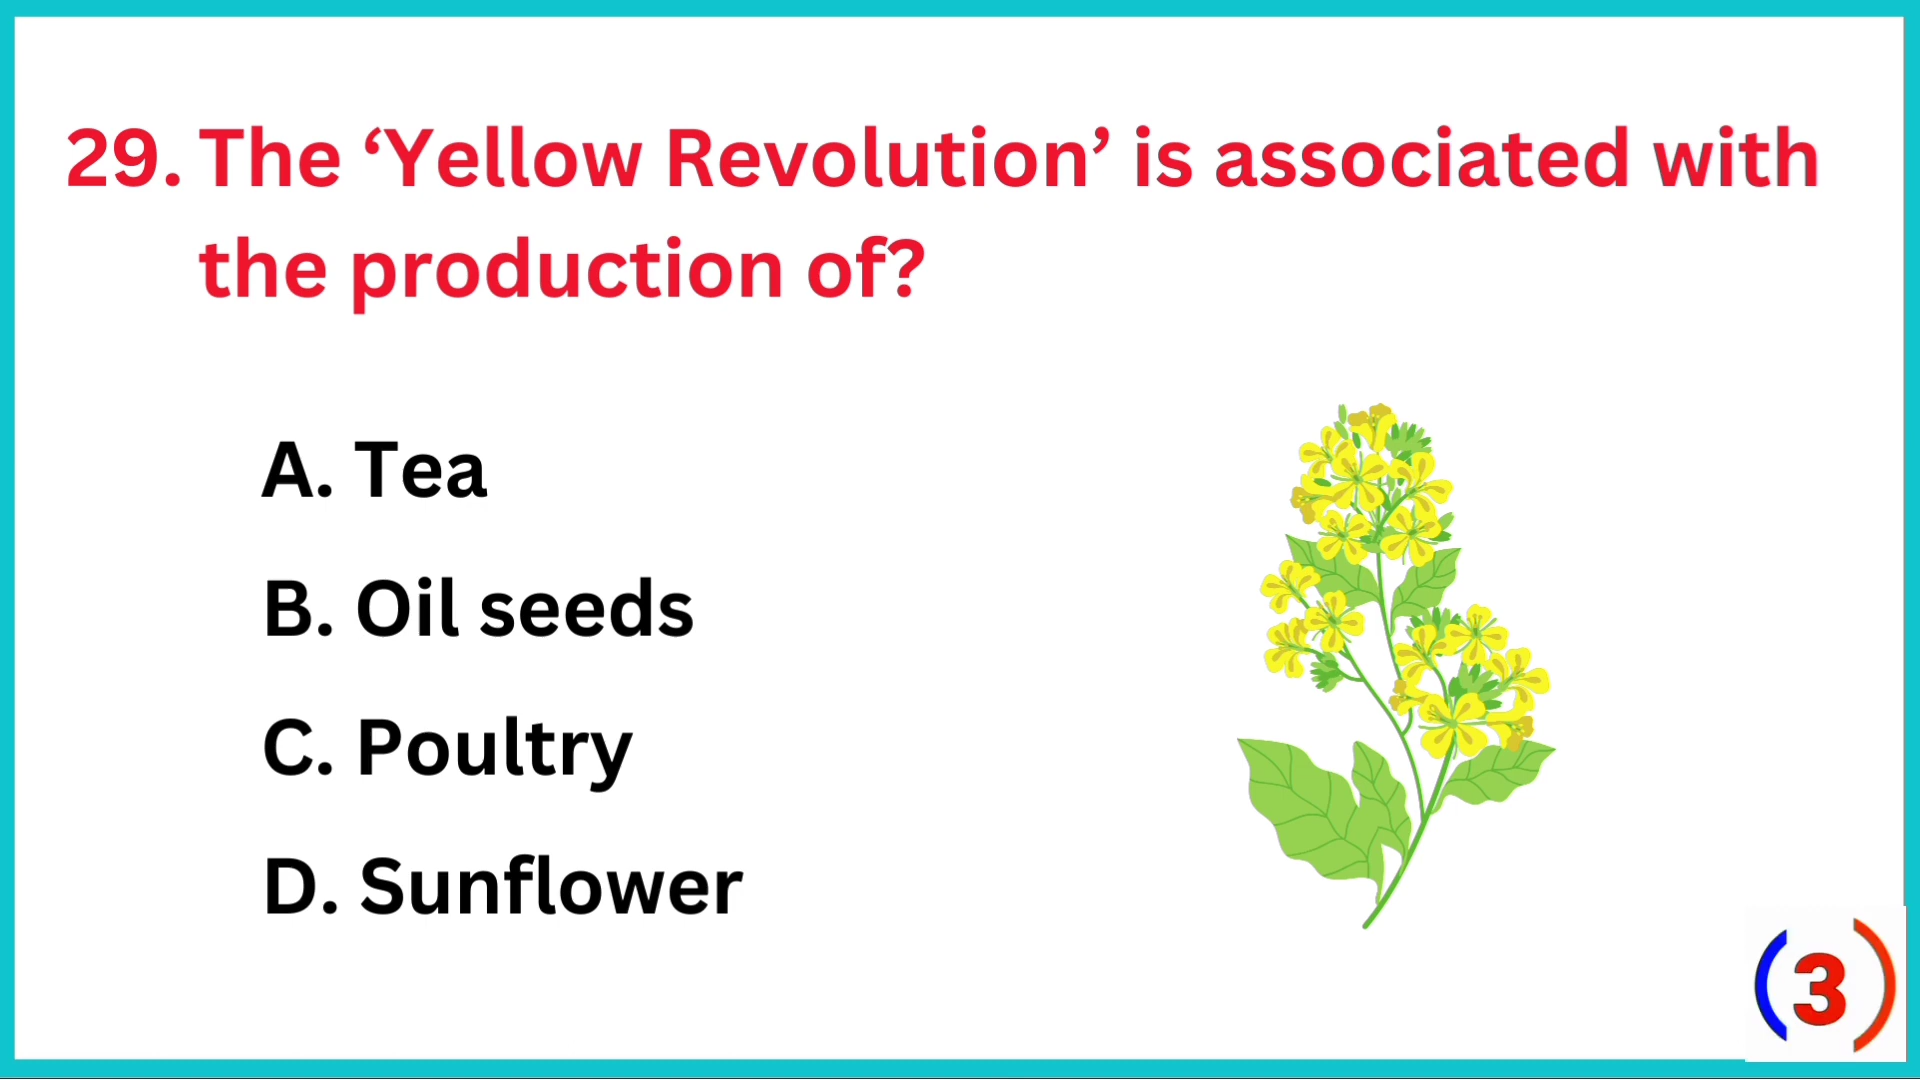 29. The ‘Yellow Revolution’ is associated with
the production of?
A. Tea
B. Oil seeds
C. Poultry
D. Sunflower
3